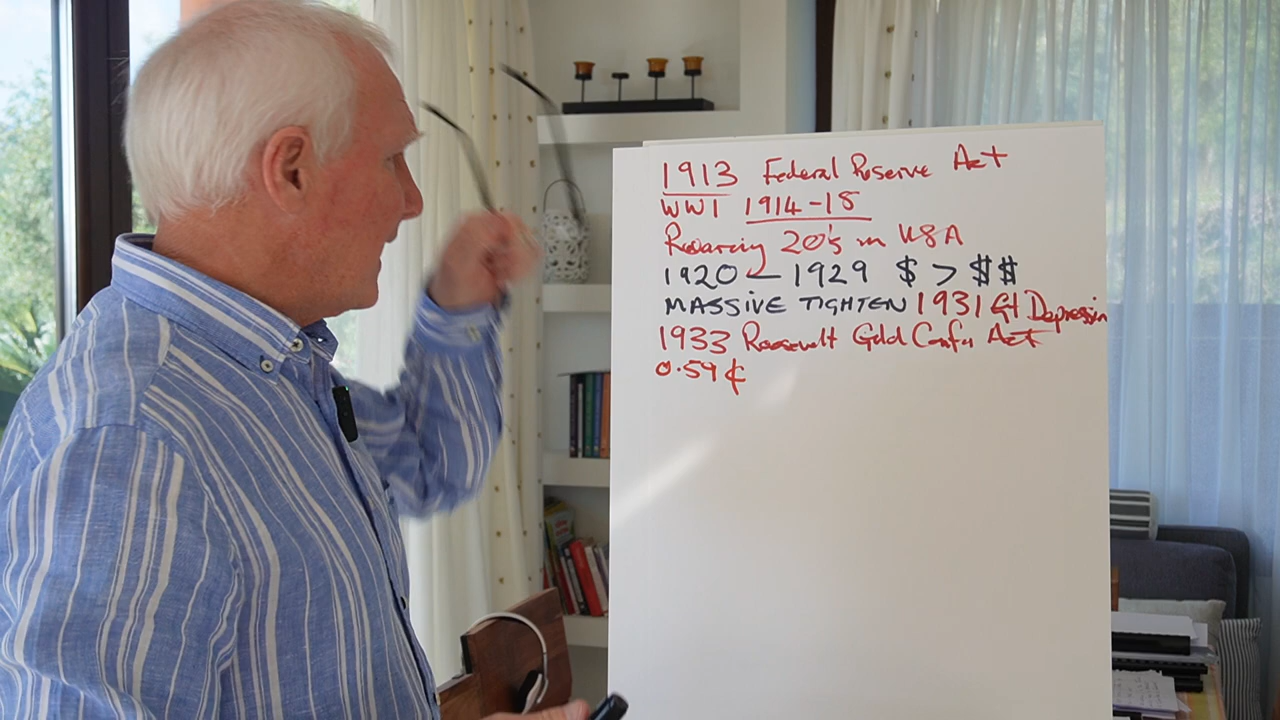 1913 Federal Reserve Act
WW1 1914-18
Roaring 20's in USA
1920 — 1929 $ > $$
MASSIVE TIGHTEN 1931 Gt Depression
1933 Roosevelt Gold Confs Act
0.59¢